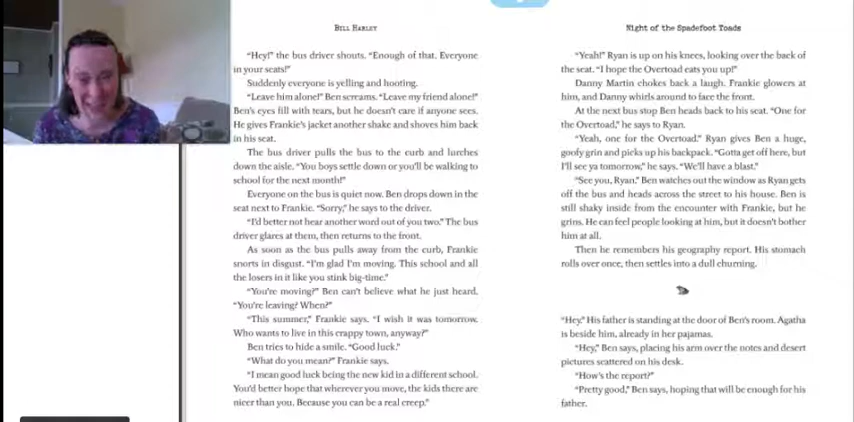 BILL HARLEY
"Hey!" the bus driver shouts. "Enough of that. Everyone
in your seats!"
Suddenly everyone is yelling and hooting.
"Leave him alone!" Ben screams. "Leave my friend alone!"
Ben's eyes fill with tears, but he doesn't care if anyone sees.
He gives Frankie's jacket another shake and shoves him back
in his seat.
The bus driver pulls the bus to the curb and lurches
down the aisle. "You boys settle down or you'll be walking to
school for the next month!"
Everyone on the bus is quiet now. Ben drops down in the
seat next to Frankie. "Sorry," he says to the driver.
"I'd better not hear another word out of you two." The bus
driver glares at them, then returns to the front.
As soon as the bus pulls away from the curb, Frankie
snorts in disgust. "I'm glad I'm moving. This school and all
the losers in it like you stink big-time."
"You're moving?" Ben can't believe what he just heard.
"You're leaving? When?"
"This summer," Frankie says. "I wish it was tomorrow.
Who wants to live in this crappy town, anyway?"
Ben tries to hide a smile. "Good luck."
"What do you mean?" Frankie says.
"I mean good luck being the new kid in a different school.
You'd better hope that wherever you move, the kids there are
nicer than you. Because you can be a real creep."
Night of the Spadefoot Toads
"Yeah!" Ryan is up on his knees, looking over the back of
the seat. "I hope the Overtoad eats you up!"
Danny Martin chokes back a laugh. Frankie glowers at
him, and Danny whirls around to face the front.
At the next bus stop Ben heads back to his seat. "One for
the Overtoad," he says to Ryan.
"Yeah, one for the Overtoad." Ryan gives Ben a huge,
goofy grin and picks up his backpack. "Gotta get off here, but
I'll see ya tomorrow," he says. "We'll have a blast."
"See you, Ryan." Ben watches out the window as Ryan gets
off the bus and heads across the street to his house. Ben is
still shaky inside from the encounter with Frankie, but he
grins. He can feel people looking at him, but it doesn't bother
him at all.
Then he remembers his geography report. His stomach
rolls over once, then settles into a dull churning.
"Hey." His father is standing at the door of Ben's room. Agatha
is beside him, already in her pajamas.
"Hey," Ben says, placing his arm over the notes and desert
pictures scattered on his desk.
"How's the report?"
"Pretty good," Ben says, hoping that will be enough for his
father.